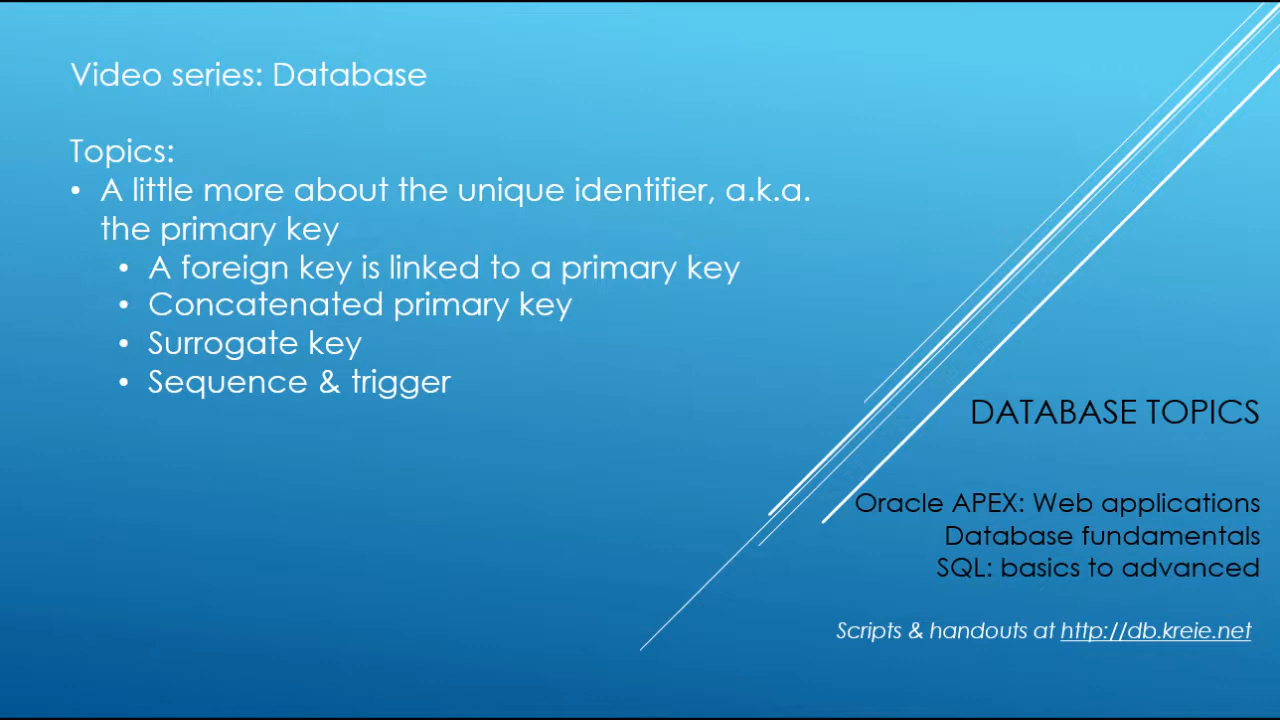 Video series: Database
Topics:
• A little more about the unique identifier, a.k.a.
the primary key
• A foreign key is linked to a primary key
• Concatenated primary key
• Surrogate key
• Sequence & trigger
DATABASE TOPICS
Oracle APEX: Web applications
Database fundamentals
SQL: basics to advanced
Scripts & handouts at http://db.kreie.net